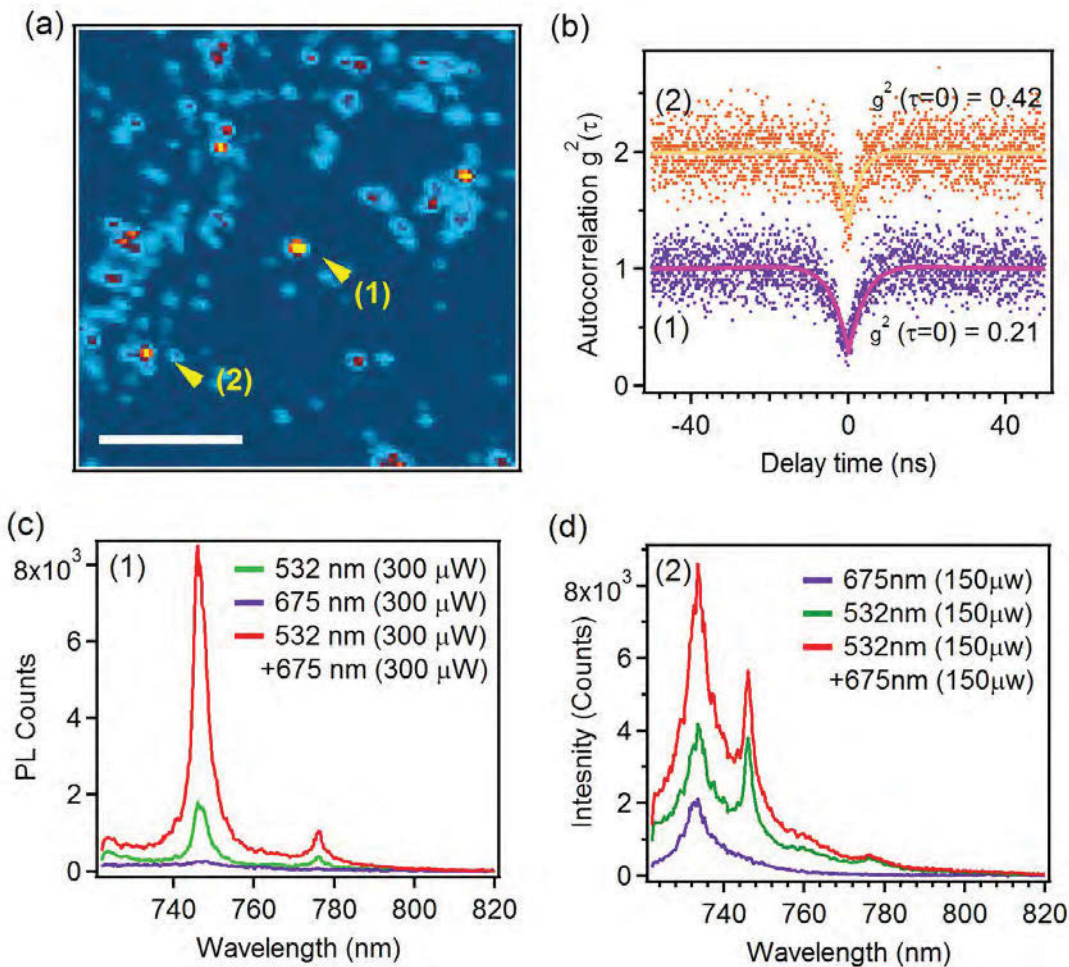 (a)
(1)
(2)
(b)
Autocorrelation g²(τ)
2
1
0
(2)
g² (τ=0) = 0.42
(1)
g² (τ=0) = 0.21
-40
0
40
Delay time (ns)
(c)
PL Counts
8x10³
6
4
2
0
(1)
532 nm (300 μW)
675 nm (300 μW)
532 nm (300 μW)
+675 nm (300 μW)
740
760
780
800
820
Wavelength (nm)
(d)
Intesnity (Counts)
8x10³
6
4
2
0
(2)
675nm (150μw)
532nm (150μw)
532nm (150μw)
+675nm (150μw)
740
760
780
800
820
Wavelength (nm)